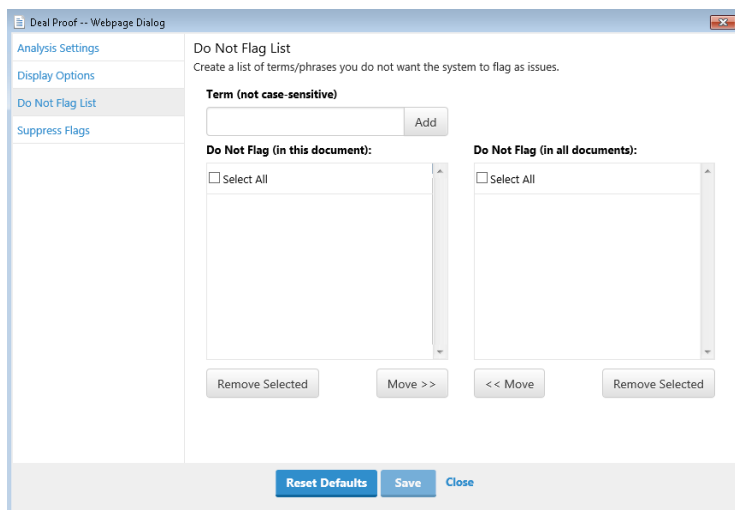 Deal Proof -- Webpage Dialog
Analysis Settings
Display Options
Do Not Flag List
Suppress Flags
Do Not Flag List
Create a list of terms/phrases you do not want the system to flag as issues.
Term (not case-sensitive)
Add
Do Not Flag (in this document):
Select All
Remove Selected
Move >>
Do Not Flag (in all documents):
Select All
<< Move
Remove Selected
Reset Defaults
Save
Close